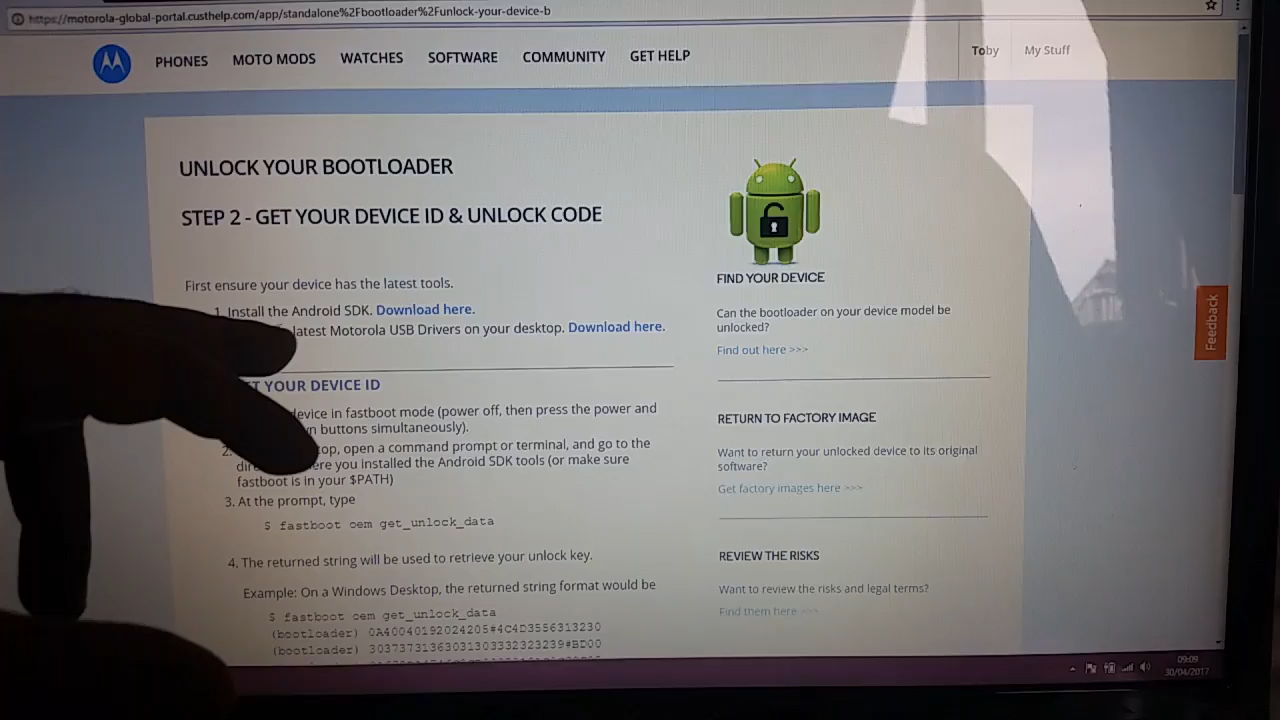 https://motorola-global-portal.custhelp.com/app/standalone%2Fbootloader%2Funlock-your-device-b
PHONES MOTO MODS WATCHES SOFTWARE COMMUNITY GET HELP Toby My Stuff
UNLOCK YOUR BOOTLOADER
STEP 2 - GET YOUR DEVICE ID & UNLOCK CODE
First ensure your device has the latest tools.
1. Install the Android SDK. Download here.
latest Motorola USB Drivers on your desktop. Download here.
YOUR DEVICE ID
device in fastboot mode (power off, then press the power and
buttons simultaneously).
2. open a command prompt or terminal, and go to the
you installed the Android SDK tools (or make sure
fastboot is in your $PATH)
3. At the prompt, type
$ fastboot oem get_unlock_data
4. The returned string will be used to retrieve your unlock key.
Example: On a Windows Desktop, the returned string format would be
$ fastboot oem get_unlock_data
(bootloader) 0A40040192024205#4C4D3556313230
(bootloader) 30373731363031303332323239#BD00
FIND YOUR DEVICE
Can the bootloader on your device model be
unlocked?
Find out here >>>
RETURN TO FACTORY IMAGE
Want to return your unlocked device to its original
software?
Get factory images here >>>
REVIEW THE RISKS
Want to review the risks and legal terms?
Find them here >>>
Feedback
09:09
30/04/2017